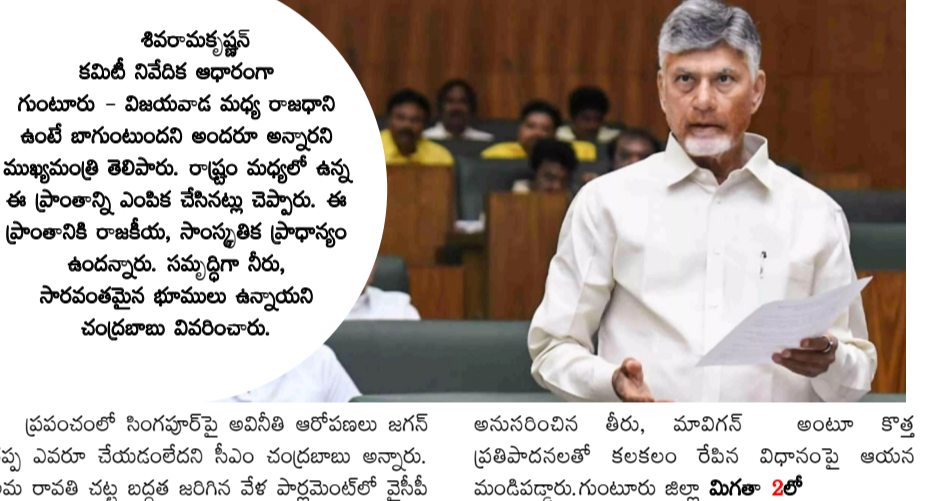 శివరామకృష్ణన్
కమిటీ నివేదిక ఆధారంగా
గుంటూరు - విజయవాడ మధ్య రాజధాని
ఉంటే బాగుంటుందని అందరూ అన్నారని
ముఖ్యమంత్రి తెలిపారు. రాష్ట్రం మధ్యలో ఉన్న
ఈ ప్రాంతాన్ని ఎంపిక చేసినట్లు చెప్పారు. ఈ
ప్రాంతానికి రాజకీయ, సాంస్కృతిక ప్రాధాన్యం
ఉందన్నారు. సమృద్ధిగా నీరు,
సారవంతమైన భూములు ఉన్నాయని
చంద్రబాబు వివరించారు.
ప్రపంచంలో సింగపూర్‌పై అవినీతి ఆరోపణలు జగన్
ఎవరూ చేయడంలేదని సీఎం చంద్రబాబు అన్నారు.
రావతి చట్ట బద్దత జరిగిన వేళ పార్లమెంట్‌లో వైసీపీ
అనుసరించిన తీరు, మావిగన్ అంటూ కొత్త
ప్రతిపాదనలతో కలకలం రేపిన విధానంపై ఆయన
మండిపడ్డారు.గుంటూరు జిల్లా మిగతా 2లో